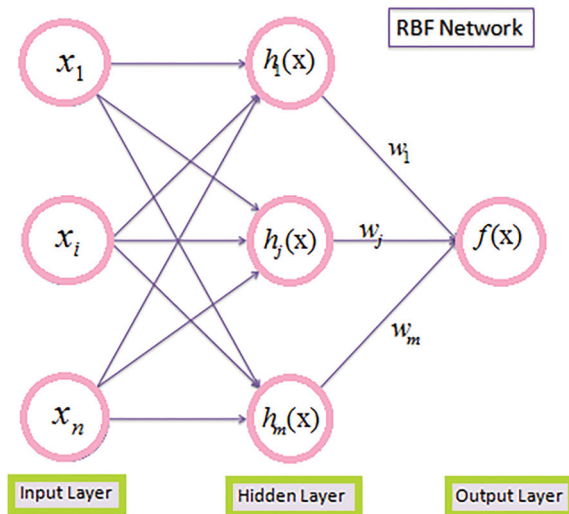 RBF Network
x₁
h₁(x)
w₁
xᵢ
hⱼ(x)
wⱼ
f(x)
wₘ
xₙ
hₘ(x)
Input Layer
Hidden Layer
Output Layer